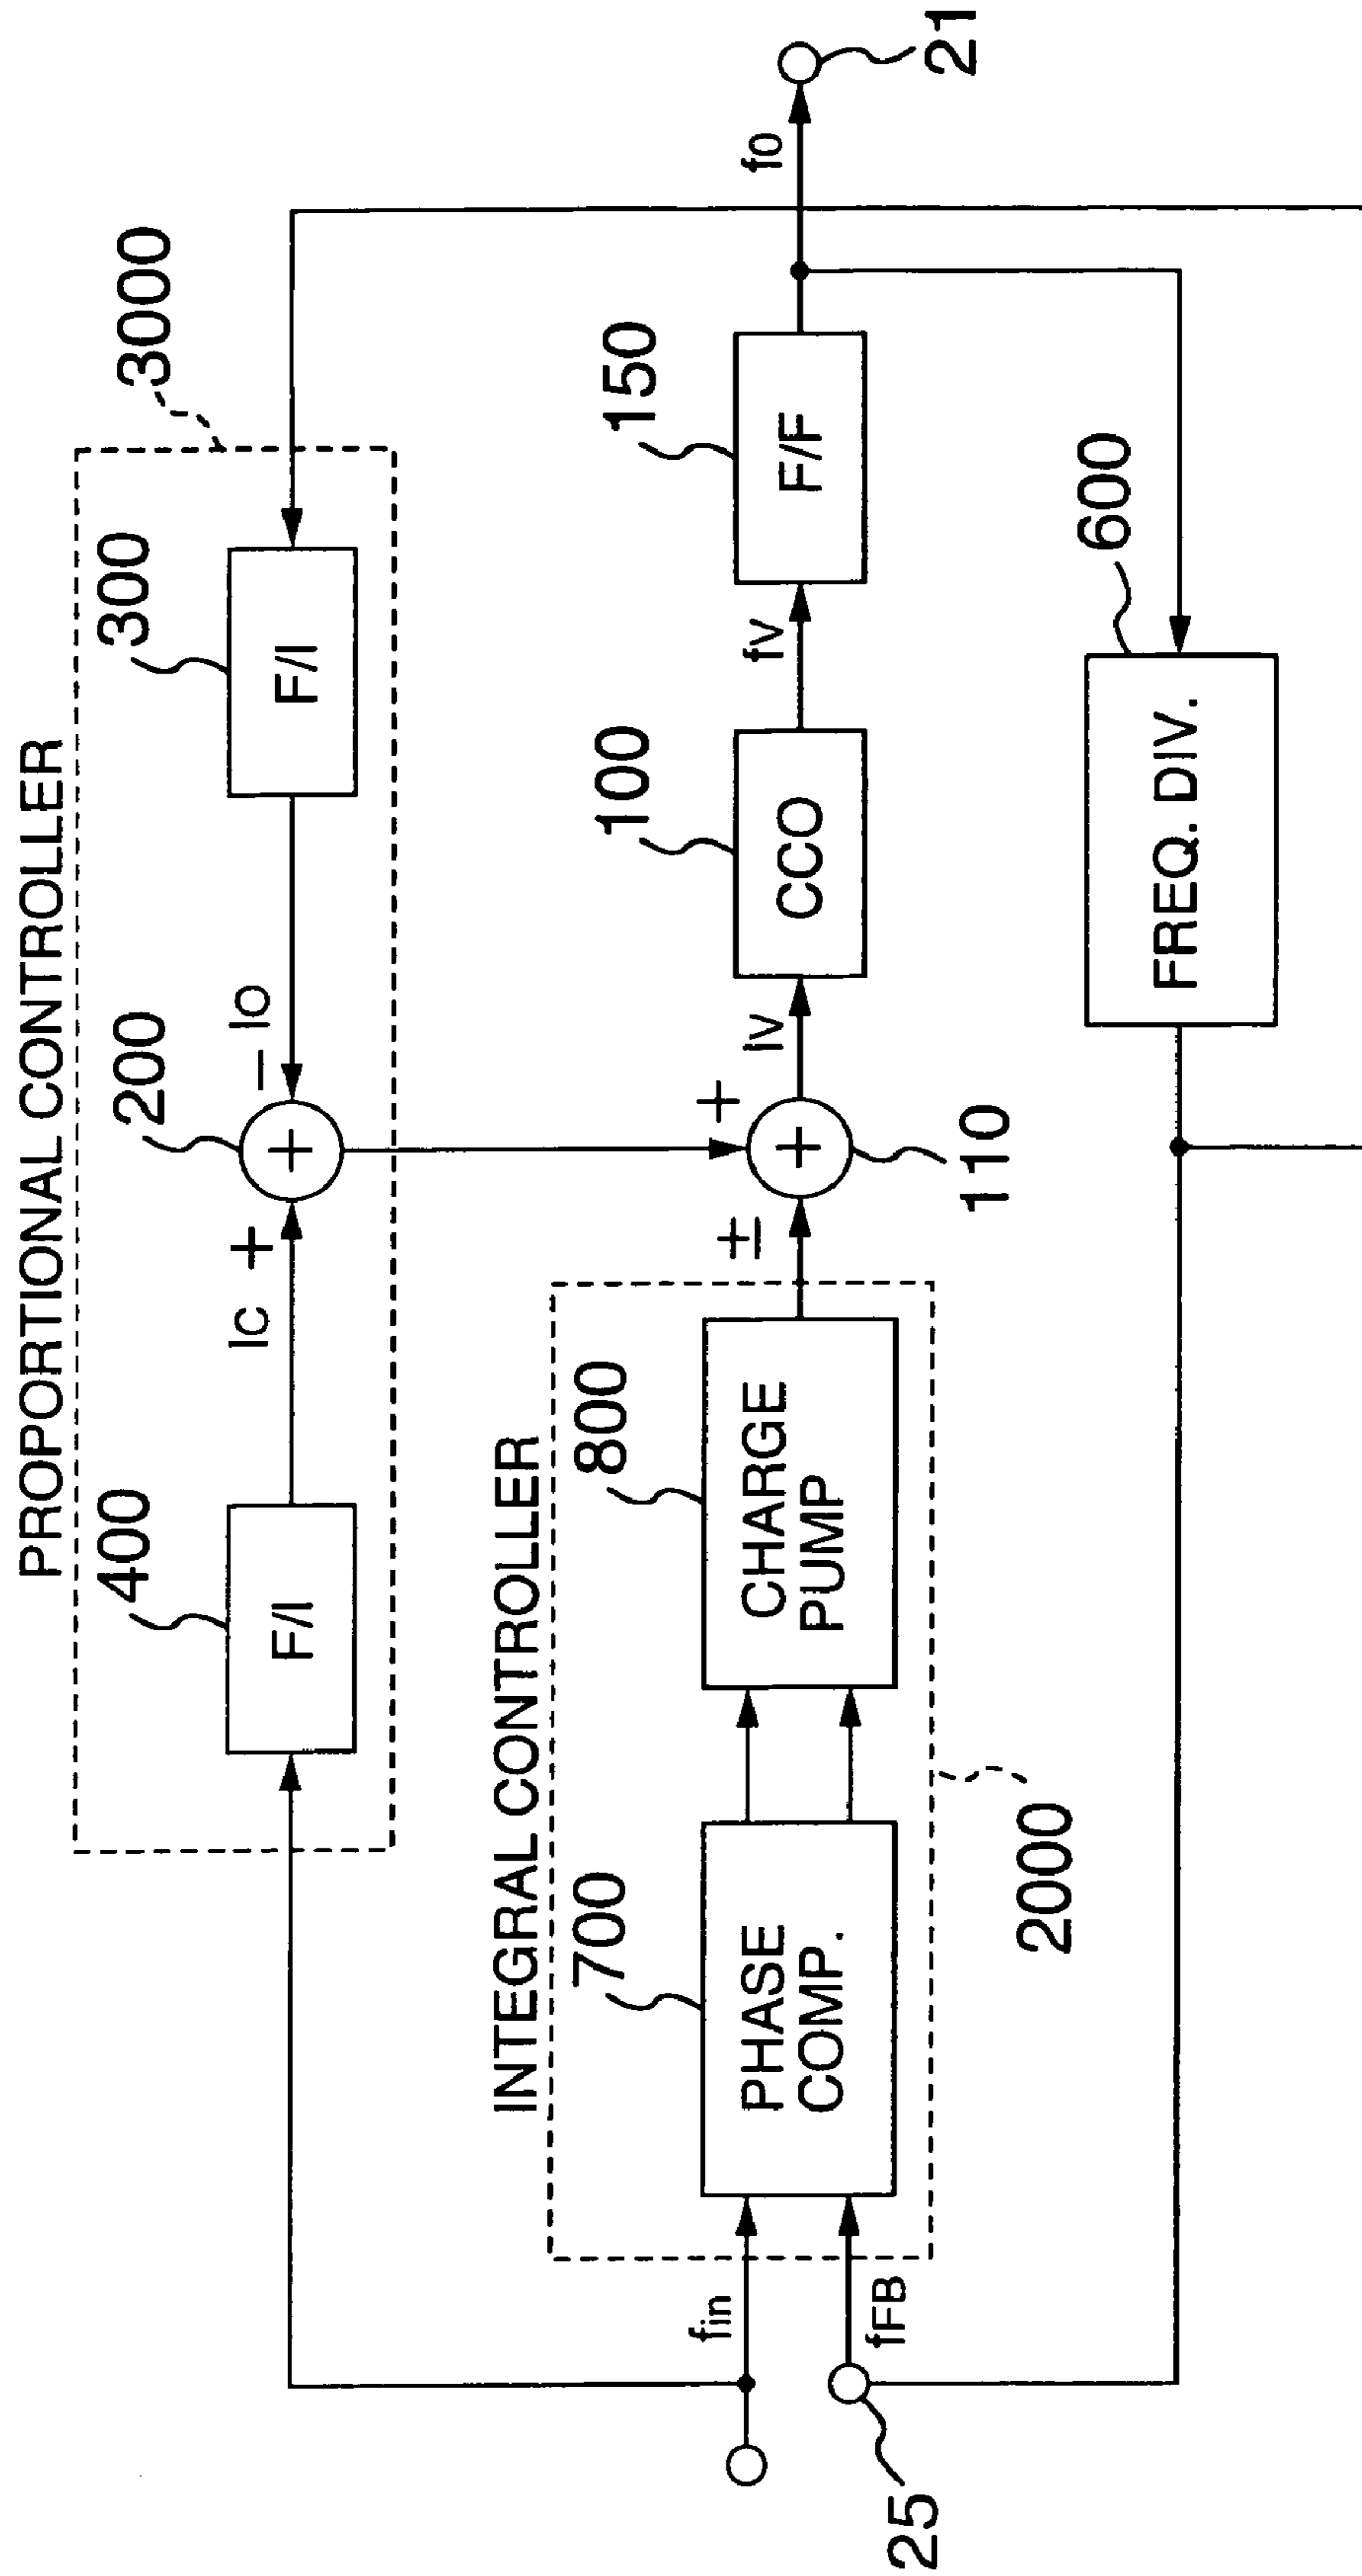 PROPORTIONAL CONTROLLER
3000
400
F/I
IC
+
200
+
−
IO
300
F/I
INTEGRAL CONTROLLER
700
PHASE
COMP.
800
CHARGE
PUMP
2000
fin
fFB
25
±
+
+
110
iV
100
CCO
fV
150
F/F
fO
21
600
FREQ. DIV.